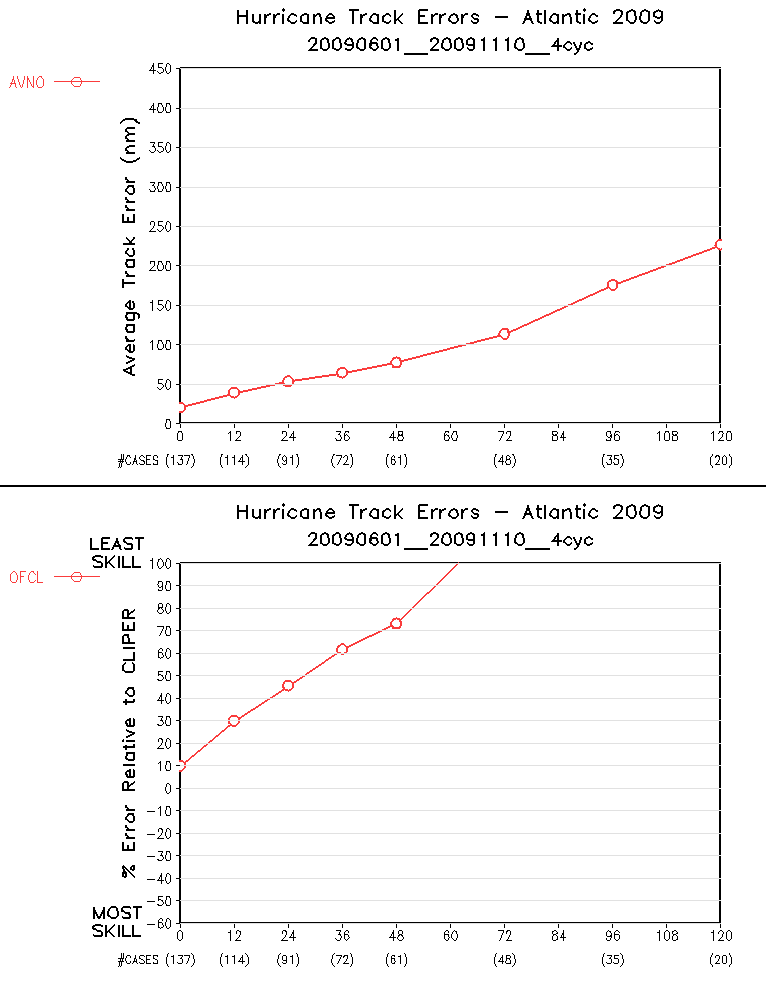 Hurricane Track Errors — Atlantic 2009
20090601__20091110__4cyc
AVNO
Average Track Error (nm)
450
400
350
300
250
200
150
100
50
0
0 12 24 36 48 60 72 84 96 108 120
#CASES (137) (114) (91) (72) (61) (48) (35) (20)
Hurricane Track Errors — Atlantic 2009
20090601__20091110__4cyc
LEAST
SKILL
OFCL
% Error Relative to CLIPER
100
90
80
70
60
50
40
30
20
10
0
−10
−20
−30
−40
−50
−60
MOST
SKILL
0 12 24 36 48 60 72 84 96 108 120
#CASES (137) (114) (91) (72) (61) (48) (35) (20)